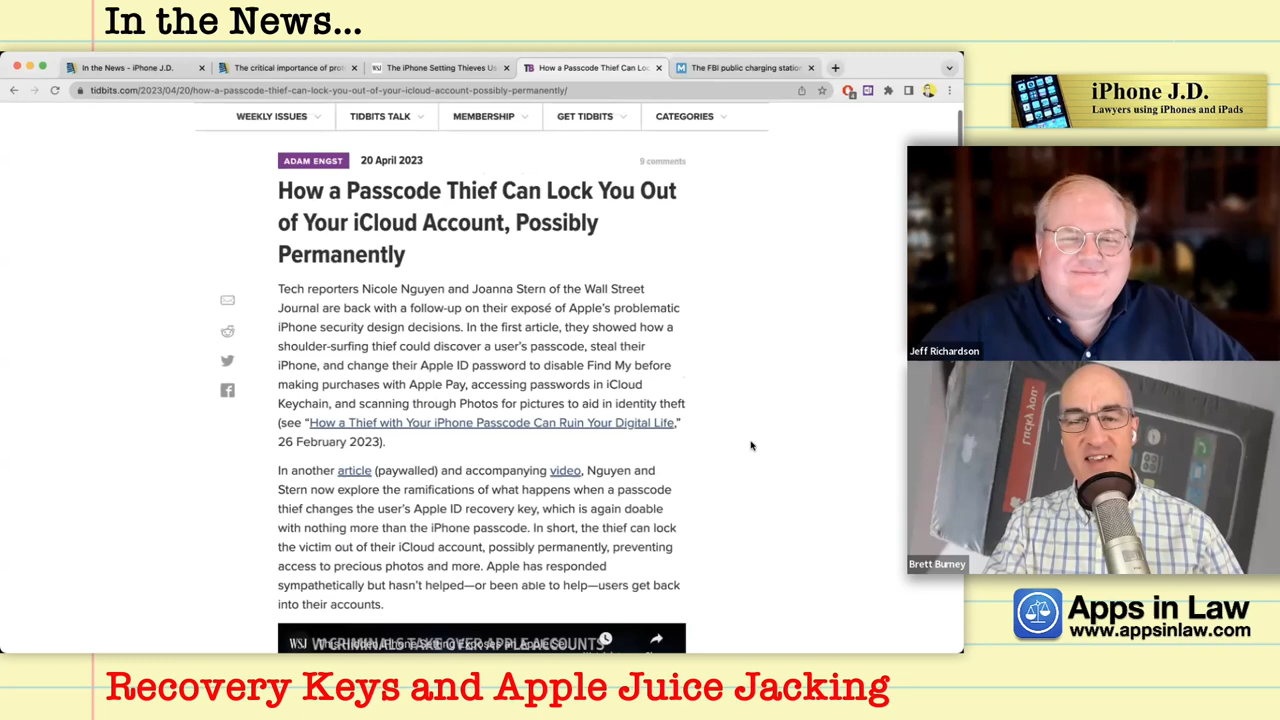 In the News...
In the News - iPhone J.D.
The critical importance of prot
The iPhone Setting Thieves Us
How a Passcode Thief Can Loc
The FBI public charging station
tidbits.com/2023/04/20/how-a-passcode-thief-can-lock-you-out-of-your-icloud-account-possibly-permanently/
WEEKLY ISSUES
TIDBITS TALK
MEMBERSHIP
GET TIDBITS
CATEGORIES
ADAM ENGST
20 April 2023
9 comments
How a Passcode Thief Can Lock You Out
of Your iCloud Account, Possibly
Permanently
Tech reporters Nicole Nguyen and Joanna Stern of the Wall Street
Journal are back with a follow-up on their exposé of Apple's problematic
iPhone security design decisions. In the first article, they showed how a
shoulder-surfing thief could discover a user's passcode, steal their
iPhone, and change their Apple ID password to disable Find My before
making purchases with Apple Pay, accessing passwords in iCloud
Keychain, and scanning through Photos for pictures to aid in identity theft
(see “How a Thief with Your iPhone Passcode Can Ruin Your Digital Life,”
26 February 2023).
In another article (paywalled) and accompanying video, Nguyen and
Stern now explore the ramifications of what happens when a passcode
thief changes the user's Apple ID recovery key, which is again doable
with nothing more than the iPhone passcode. In short, the thief can lock
the victim out of their iCloud account, possibly permanently, preventing
access to precious photos and more. Apple has responded
sympathetically but hasn't helped—or been able to help—users get back
into their accounts.
WSJ
CRIMINALS TAKE OVER APPLE ACCOUNTS
iPhone J.D.
Lawyers using iPhones and iPads
Jeff Richardson
Brett Burney
Apps in Law
www.appsinlaw.com
Recovery Keys and Apple Juice Jacking